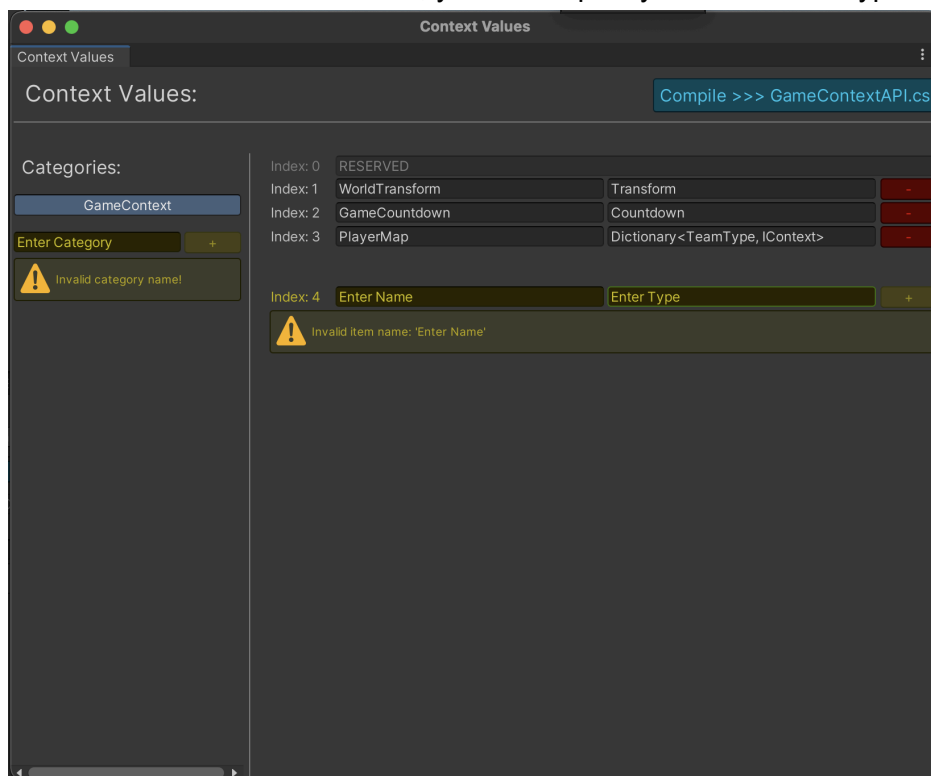 Context Values
Context Values
Context Values:
Compile >>> GameContextAPI.cs
Categories:
GameContext
Enter Category +
Invalid category name!
Index: 0 RESERVED
Index: 1 WorldTransform Transform -
Index: 2 GameCountdown Countdown -
Index: 3 PlayerMap Dictionary<TeamType, IContext> -
Index: 4 Enter Name Enter Type +
Invalid item name: 'Enter Name'